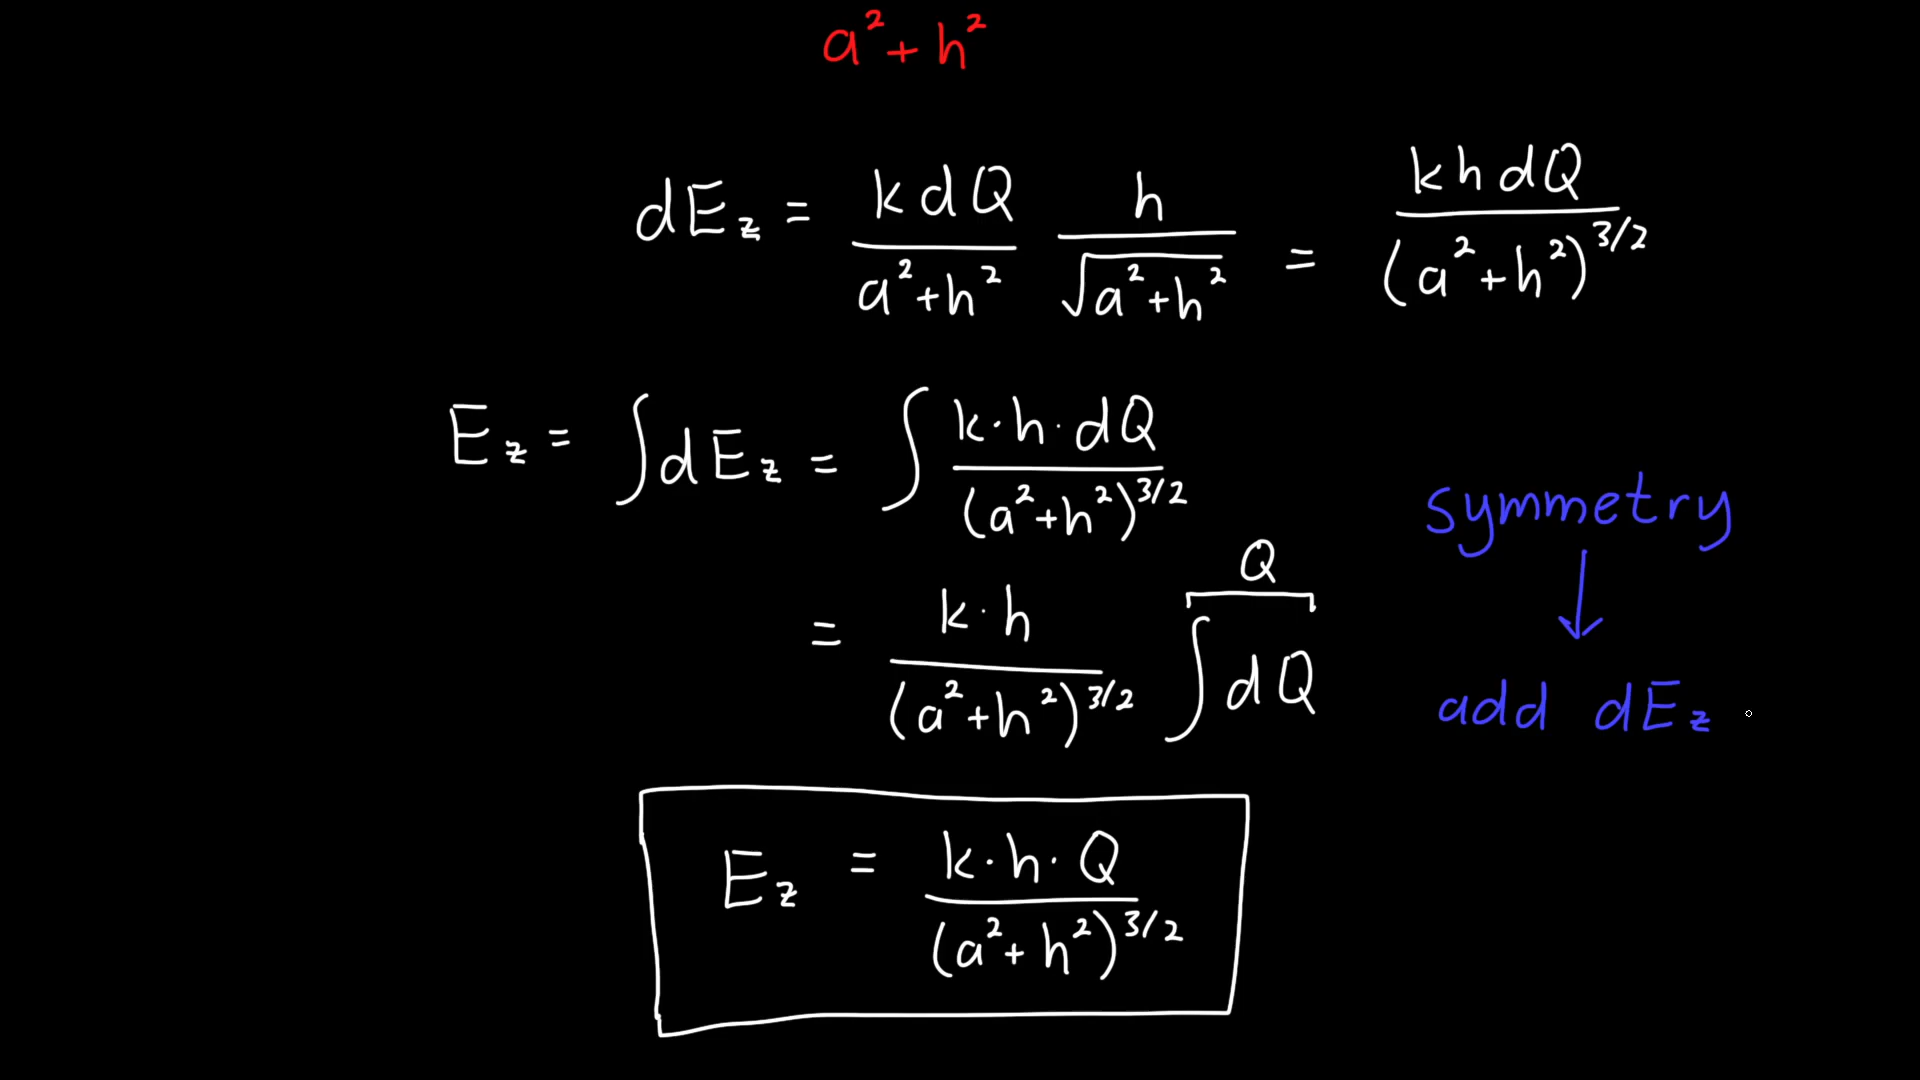 a² + h²
dE_z = kdQ/(a²+h²) h/√(a²+h²) = khdQ/(a²+h²)^3/2
E_z = ∫dE_z = ∫ k·h·dQ/(a²+h²)^3/2
symmetry
Q
= k·h/(a²+h²)^3/2 ∫dQ
add dE_z
E_z = k·h·Q/(a²+h²)^3/2